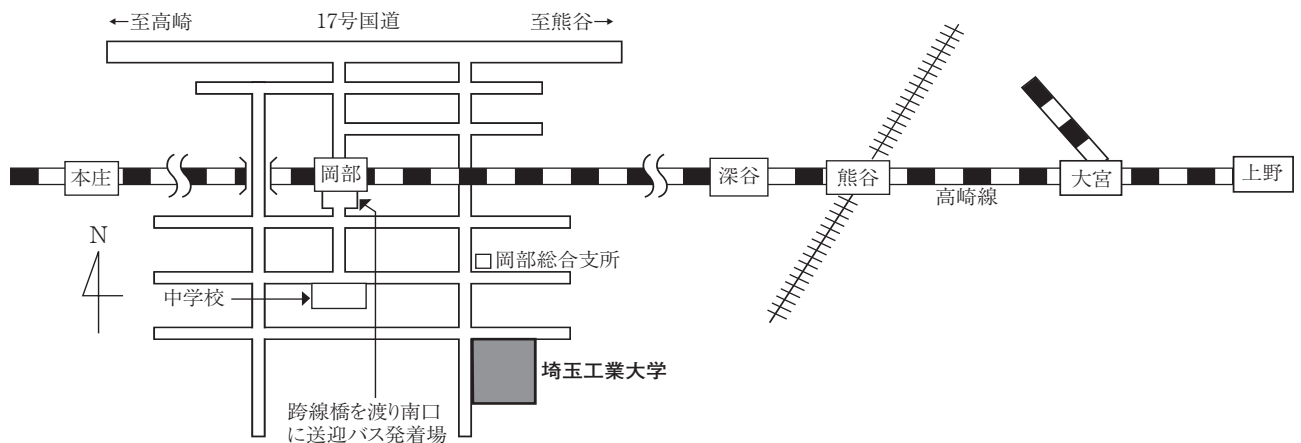 ←至高崎 17号国道 至熊谷→
本庄
岡部
深谷
熊谷
大宮
上野
高崎線
N
岡部総合支所
中学校
埼玉工業大学
跨線橋を渡り南口
に送迎バス発着場